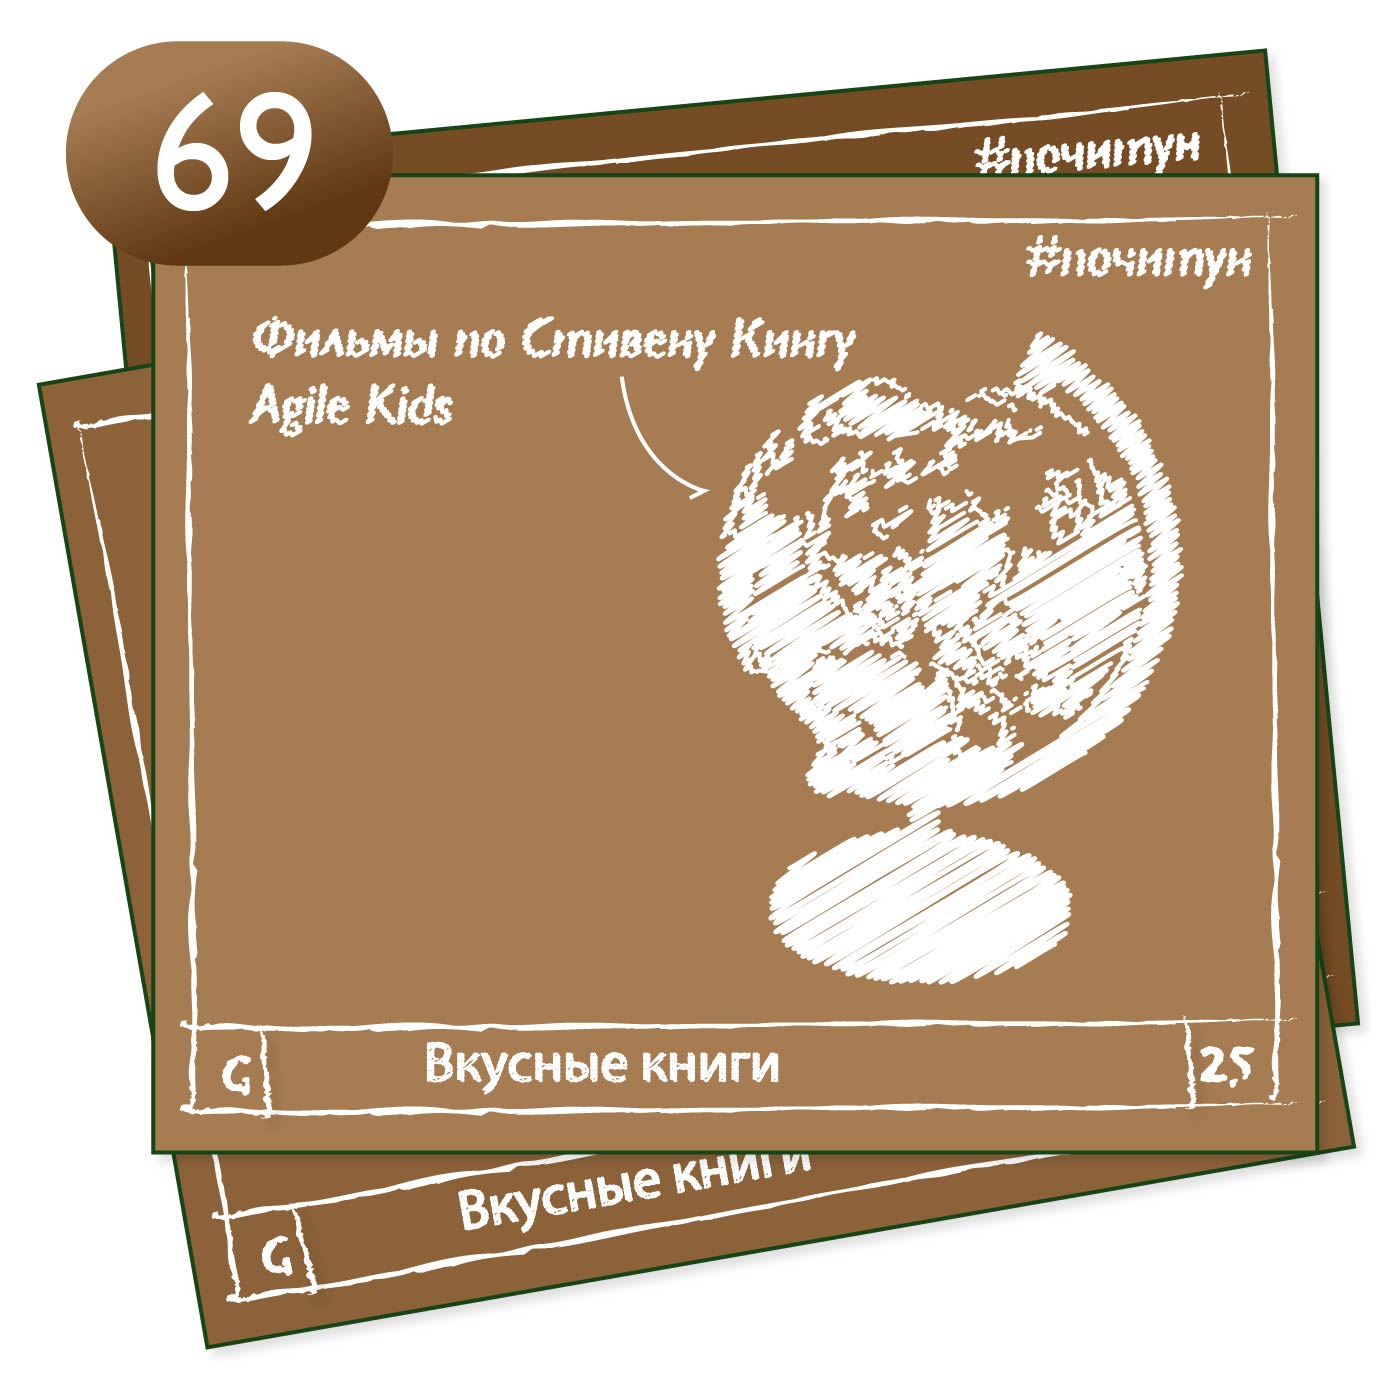 69
#почитун
#почитун
Фильмы по Стивену Кингу
Agile Kids
G Вкусные книги 25
G Вкусные книги